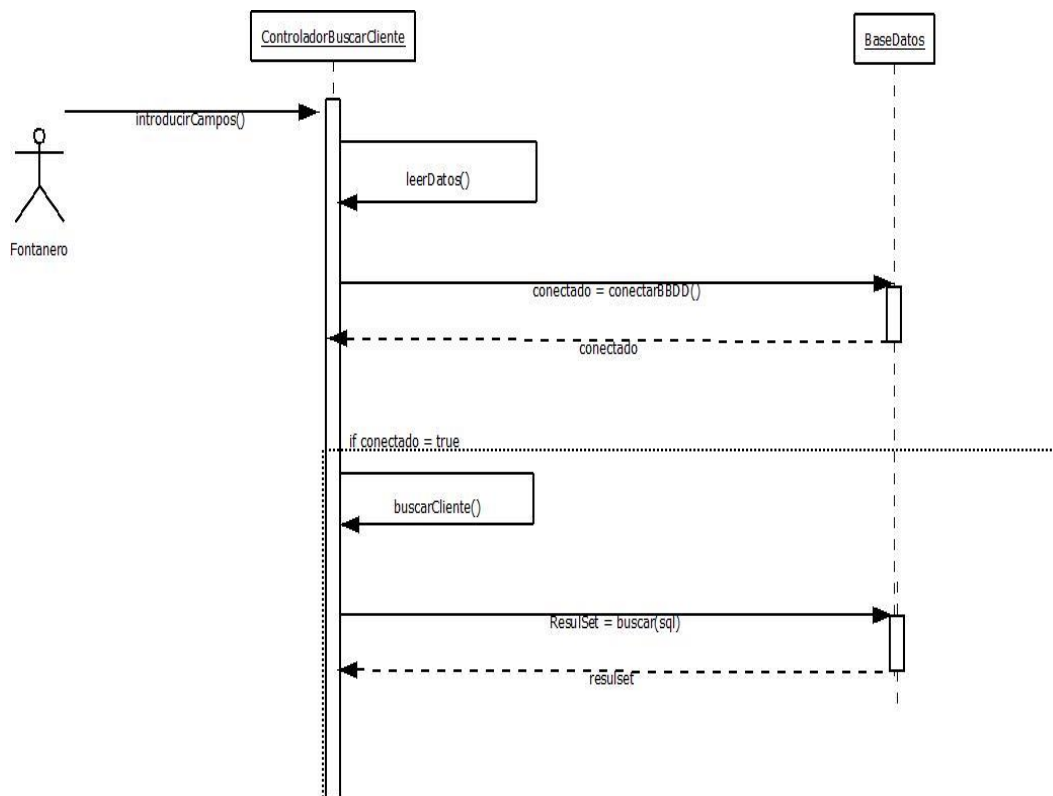 ControladorBuscarCliente
BaseDatos
introducirCampos()
leerDatos()
Fontanero
conectado = conectarBBDD()
conectado
if conectado = true
buscarCliente()
ResulSet = buscar(sql)
resulset